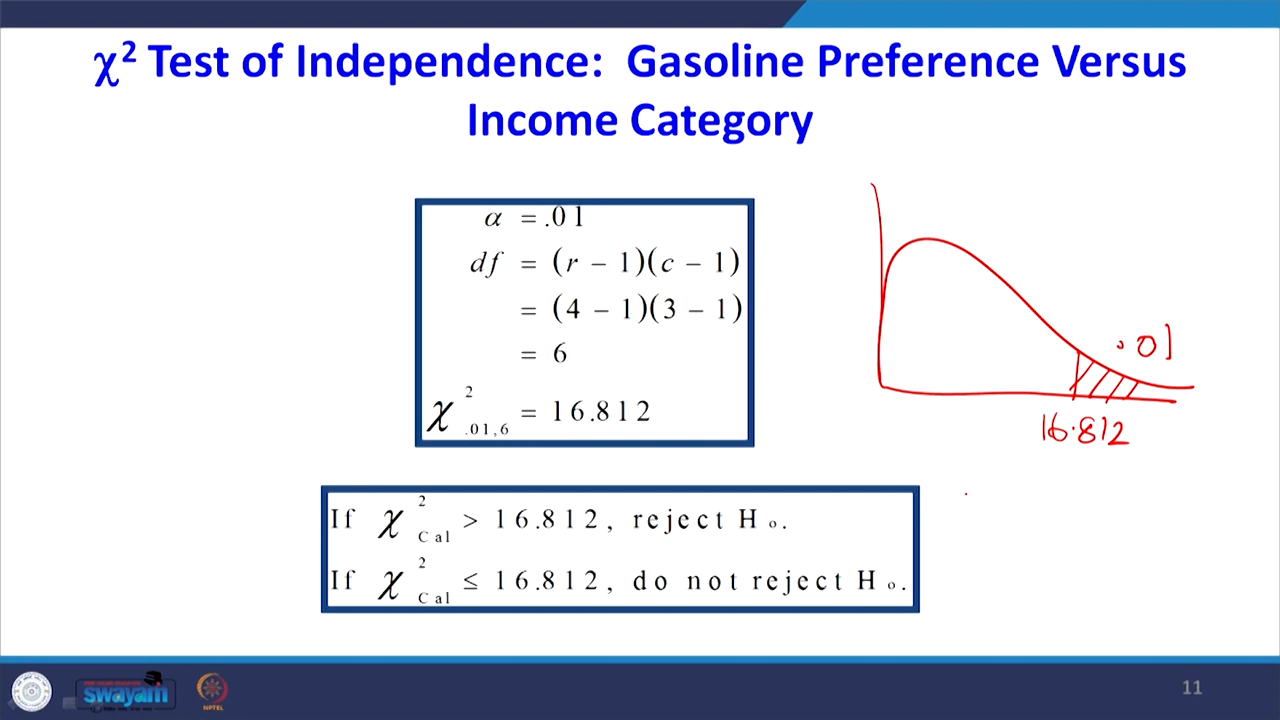 χ² Test of Independence: Gasoline Preference Versus
Income Category
α = .01
df = (r – 1)(c – 1)
= (4 – 1)(3 – 1)
= 6
χ².01,6 = 16.812
.01
16.812
If χ²Cal > 16.812, reject Ho.
If χ²Cal ≤ 16.812, do not reject Ho.
swayam
NPTEL
11